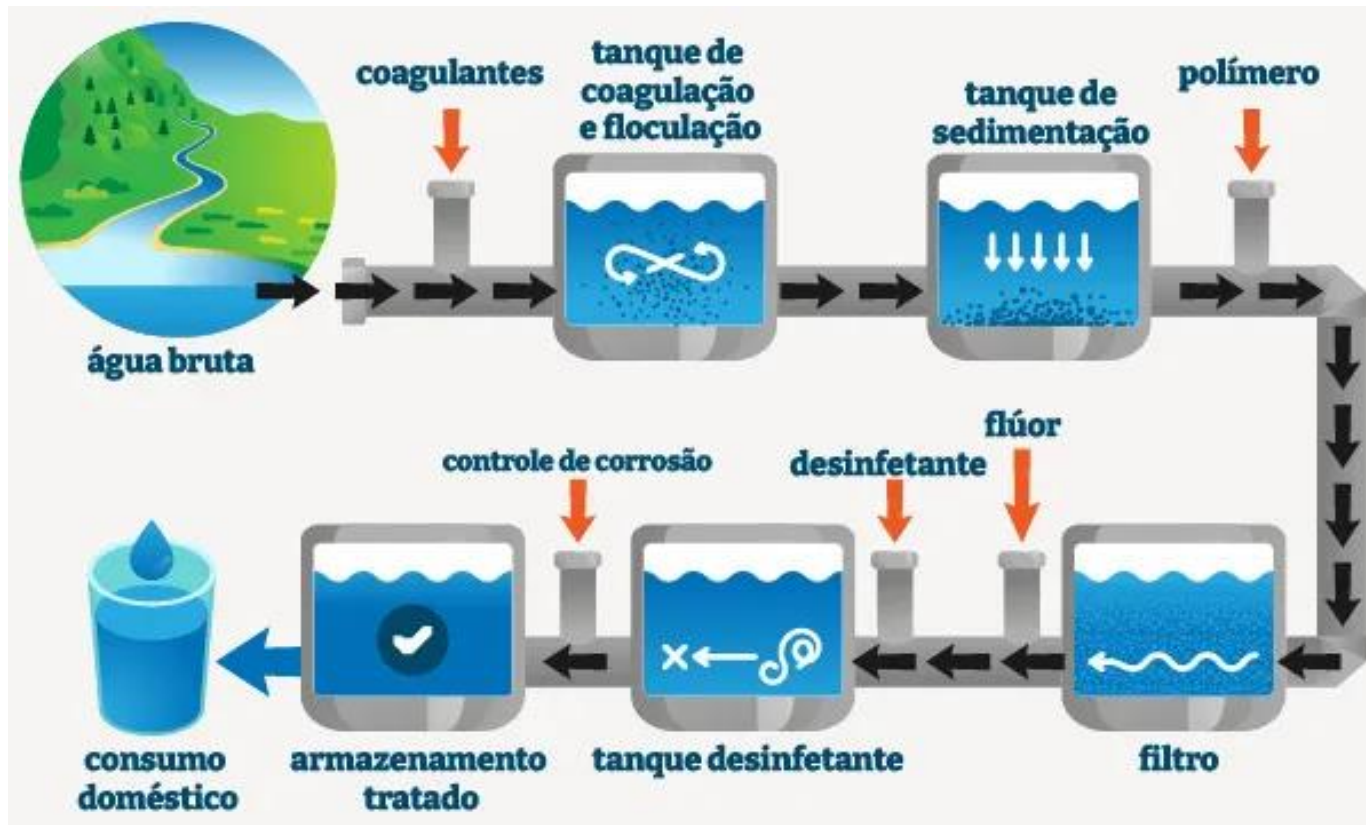 coagulantes
tanque de
coagulação
e floculação
tanque de
sedimentação
polímero
água bruta
flúor
controle de corrosão
desinfetante
consumo
doméstico
armazenamento
tratado
tanque desinfetante
filtro